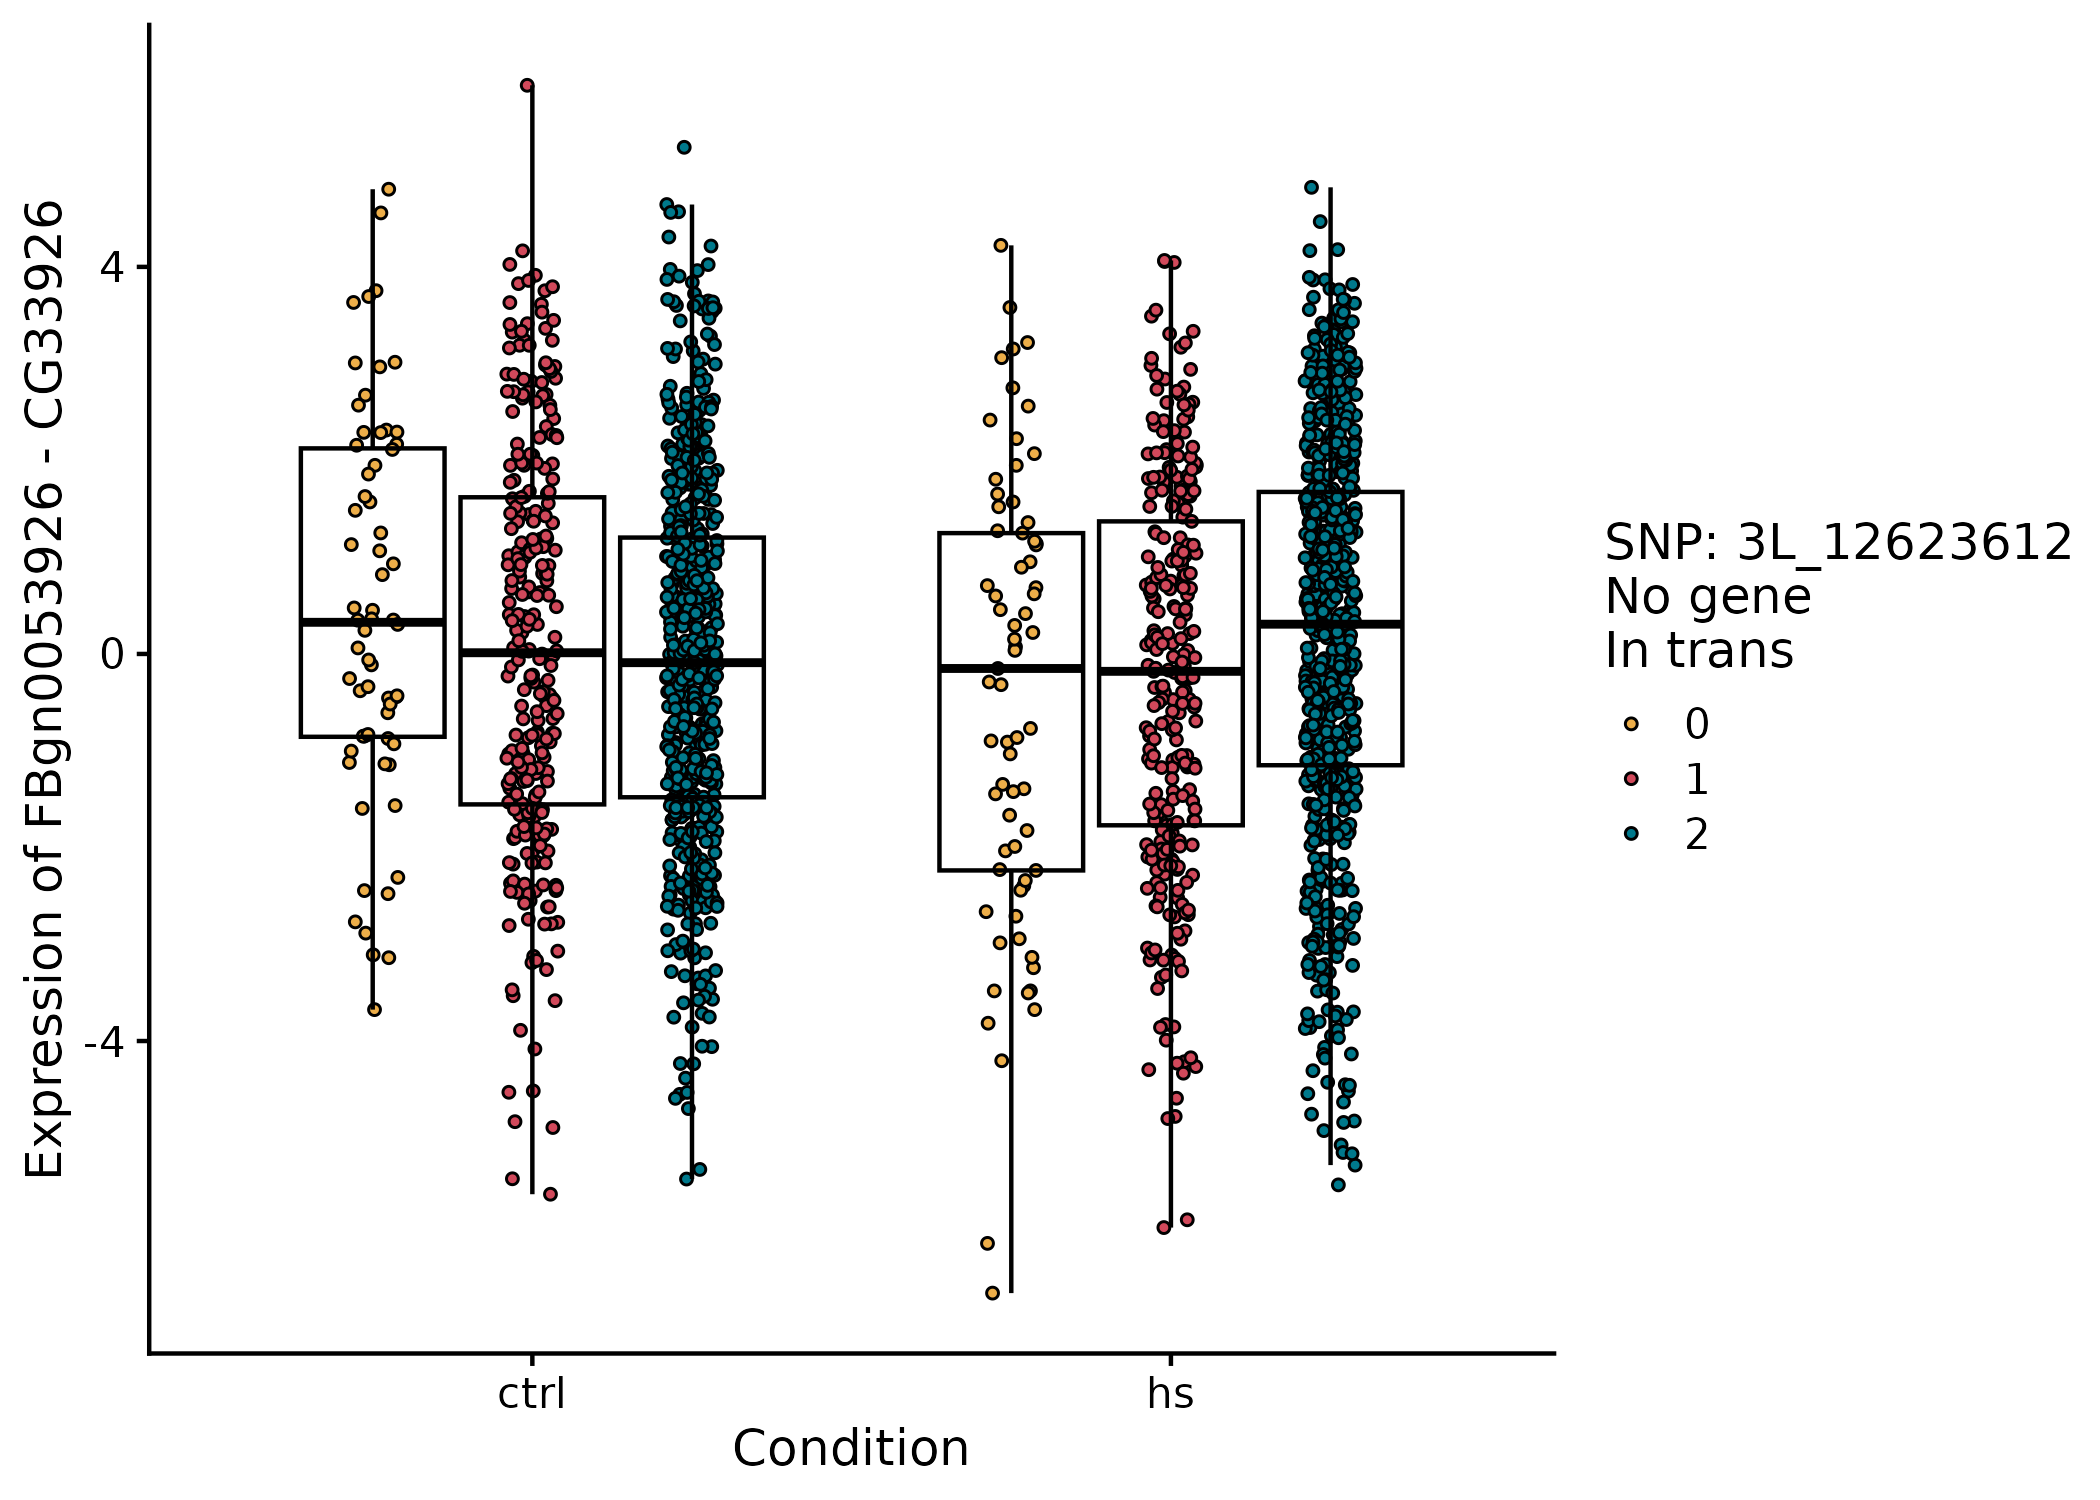 Expression of FBgn0053926 - CG33926
4
0
-4
ctrl
hs
Condition
SNP: 3L_12623612
No gene
In trans
0
1
2